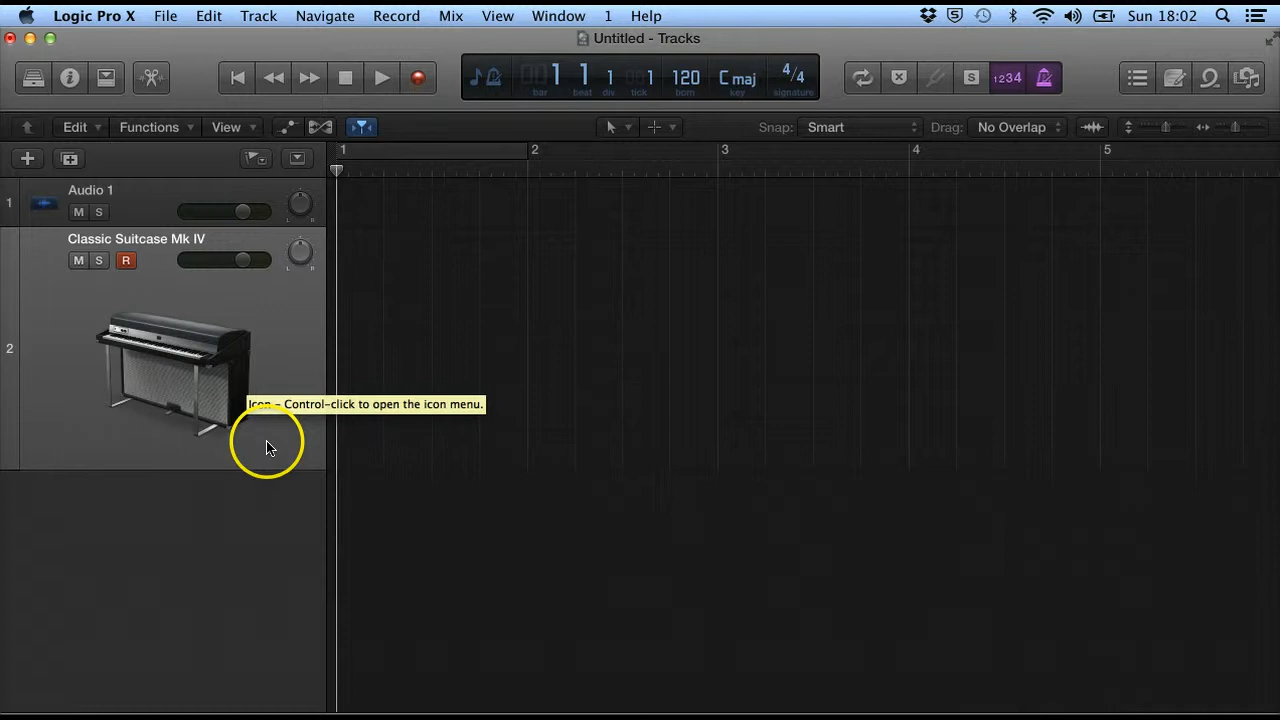 Logic Pro X File Edit Track Navigate Record Mix View Window 1 Help Sun 18:02
Untitled - Tracks
1 1 1 1 120 C maj 4/4
bar beat div tick bpm key signature
S 1234
Edit Functions View Snap: Smart Drag: No Overlap
1 2 3 4 5
1 Audio 1
M S L R
Classic Suitcase Mk IV
M S R L R
2
Icon – Control-click to open the icon menu.